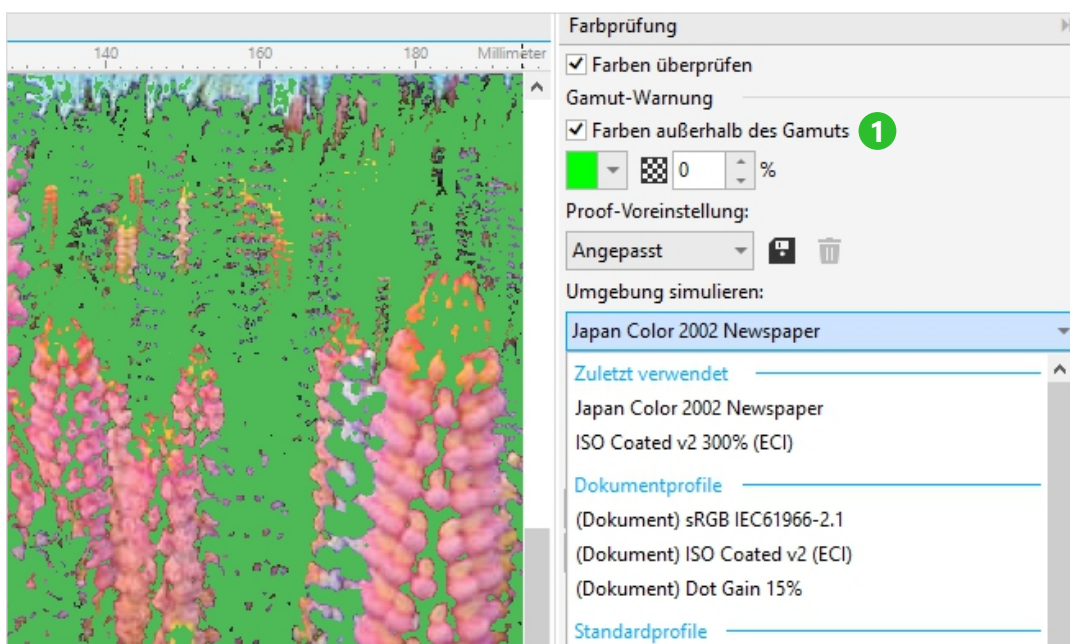 140 160 180 Millimeter
Farbprüfung
Farben überprüfen
Gamut-Warnung
Farben außerhalb des Gamuts 1
0 %
Proof-Voreinstellung:
Angepasst
Umgebung simulieren:
Japan Color 2002 Newspaper
Zuletzt verwendet
Japan Color 2002 Newspaper
ISO Coated v2 300% (ECI)
Dokumentprofile
(Dokument) sRGB IEC61966-2.1
(Dokument) ISO Coated v2 (ECI)
(Dokument) Dot Gain 15%
Standardprofile